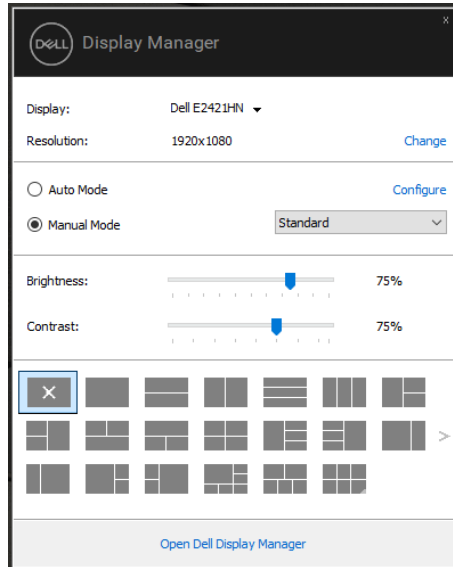 x
DELL Display Manager
Display: Dell E2421HN
Resolution: 1920x1080 Change
Auto Mode Configure
Manual Mode Standard
Brightness: 75%
Contrast: 75%
Open Dell Display Manager